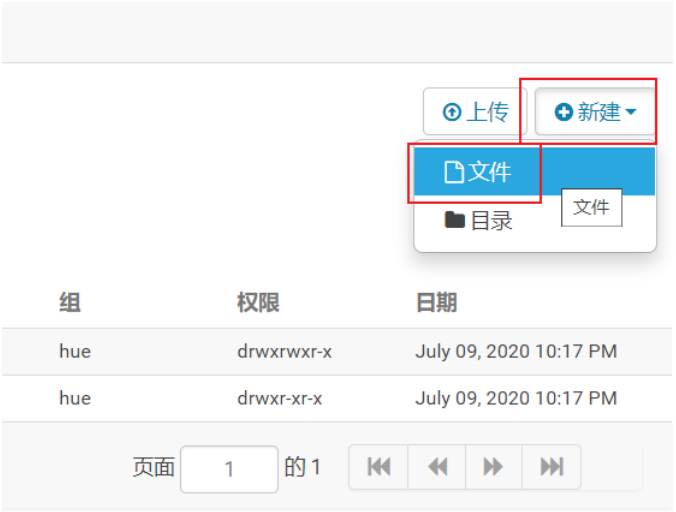 上传 新建
文件
目录 文件
组 权限 日期
hue drwxrwxr-x July 09, 2020 10:17 PM
hue drwxr-xr-x July 09, 2020 10:17 PM
页面 1 的 1